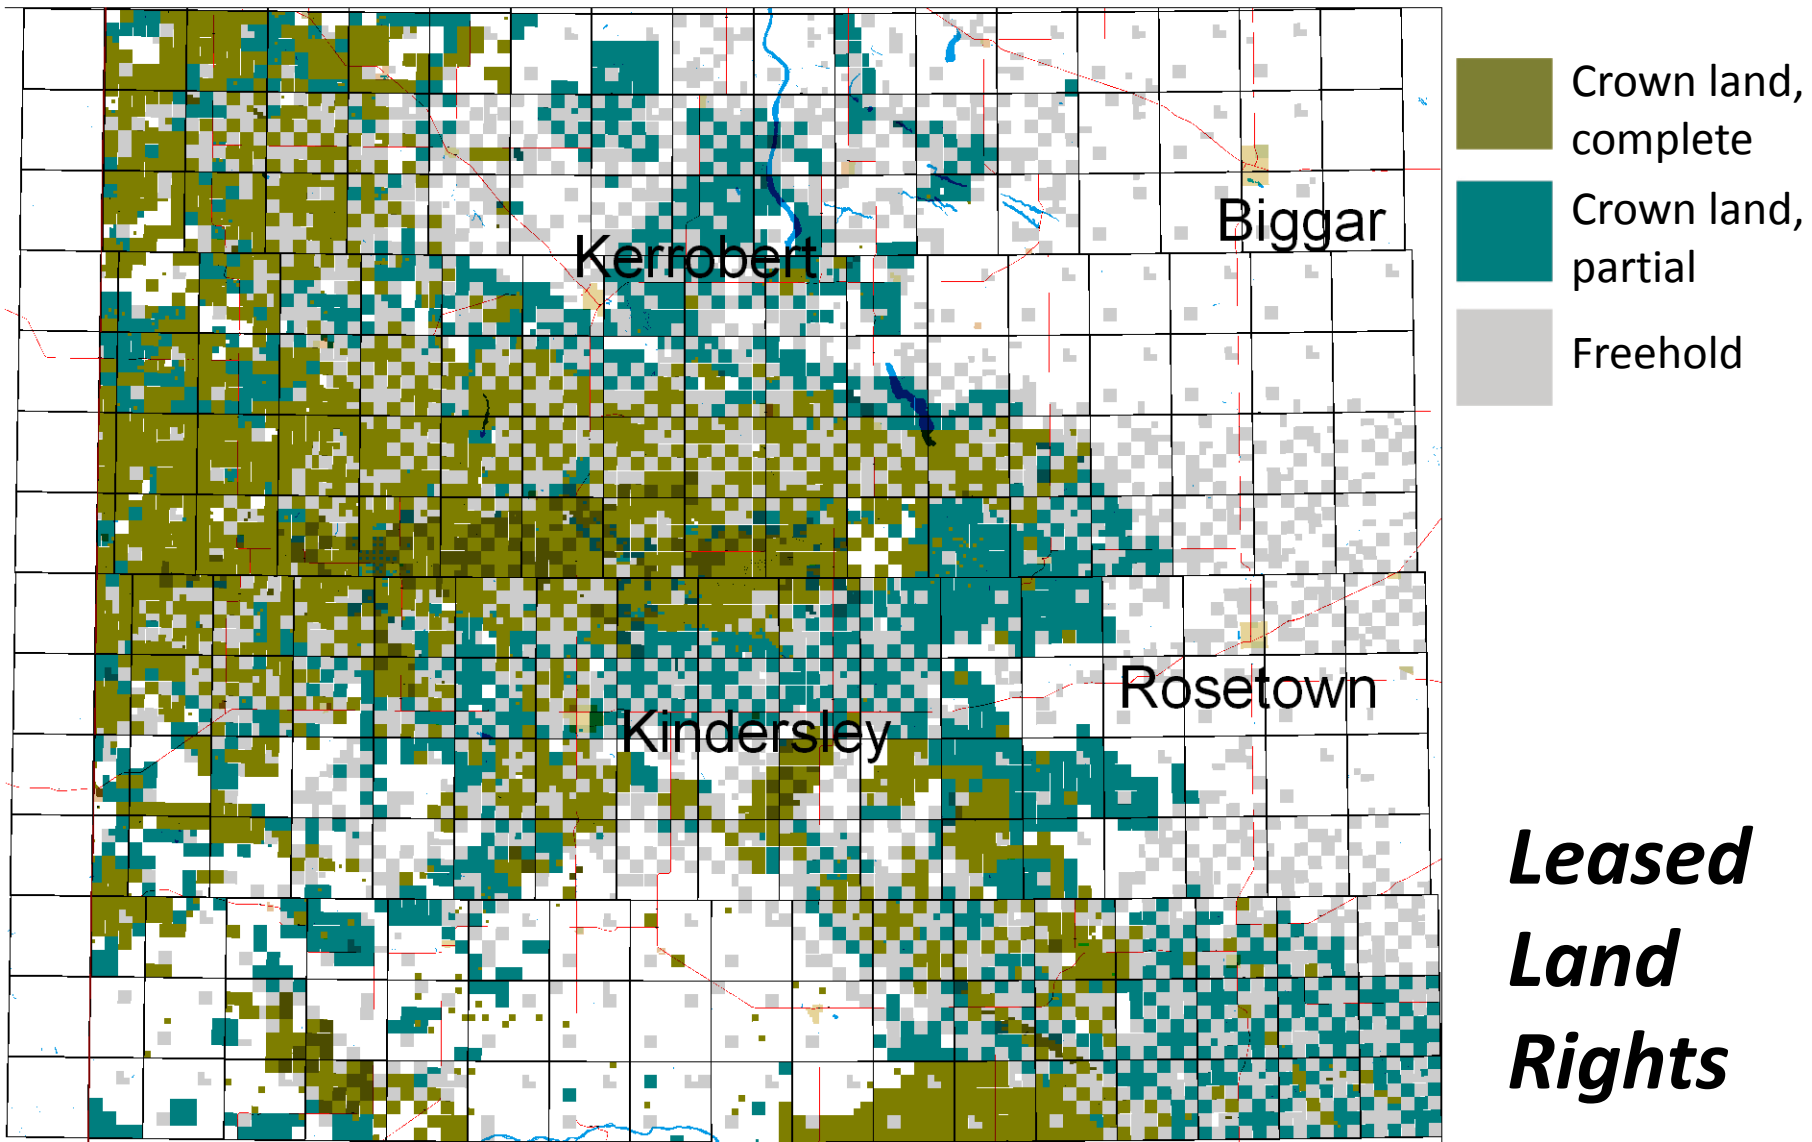 Crown land,
complete
Crown land,
partial
Freehold
Biggar
Kerrobert
Rosetown
Kindersley
Leased
Land
Rights